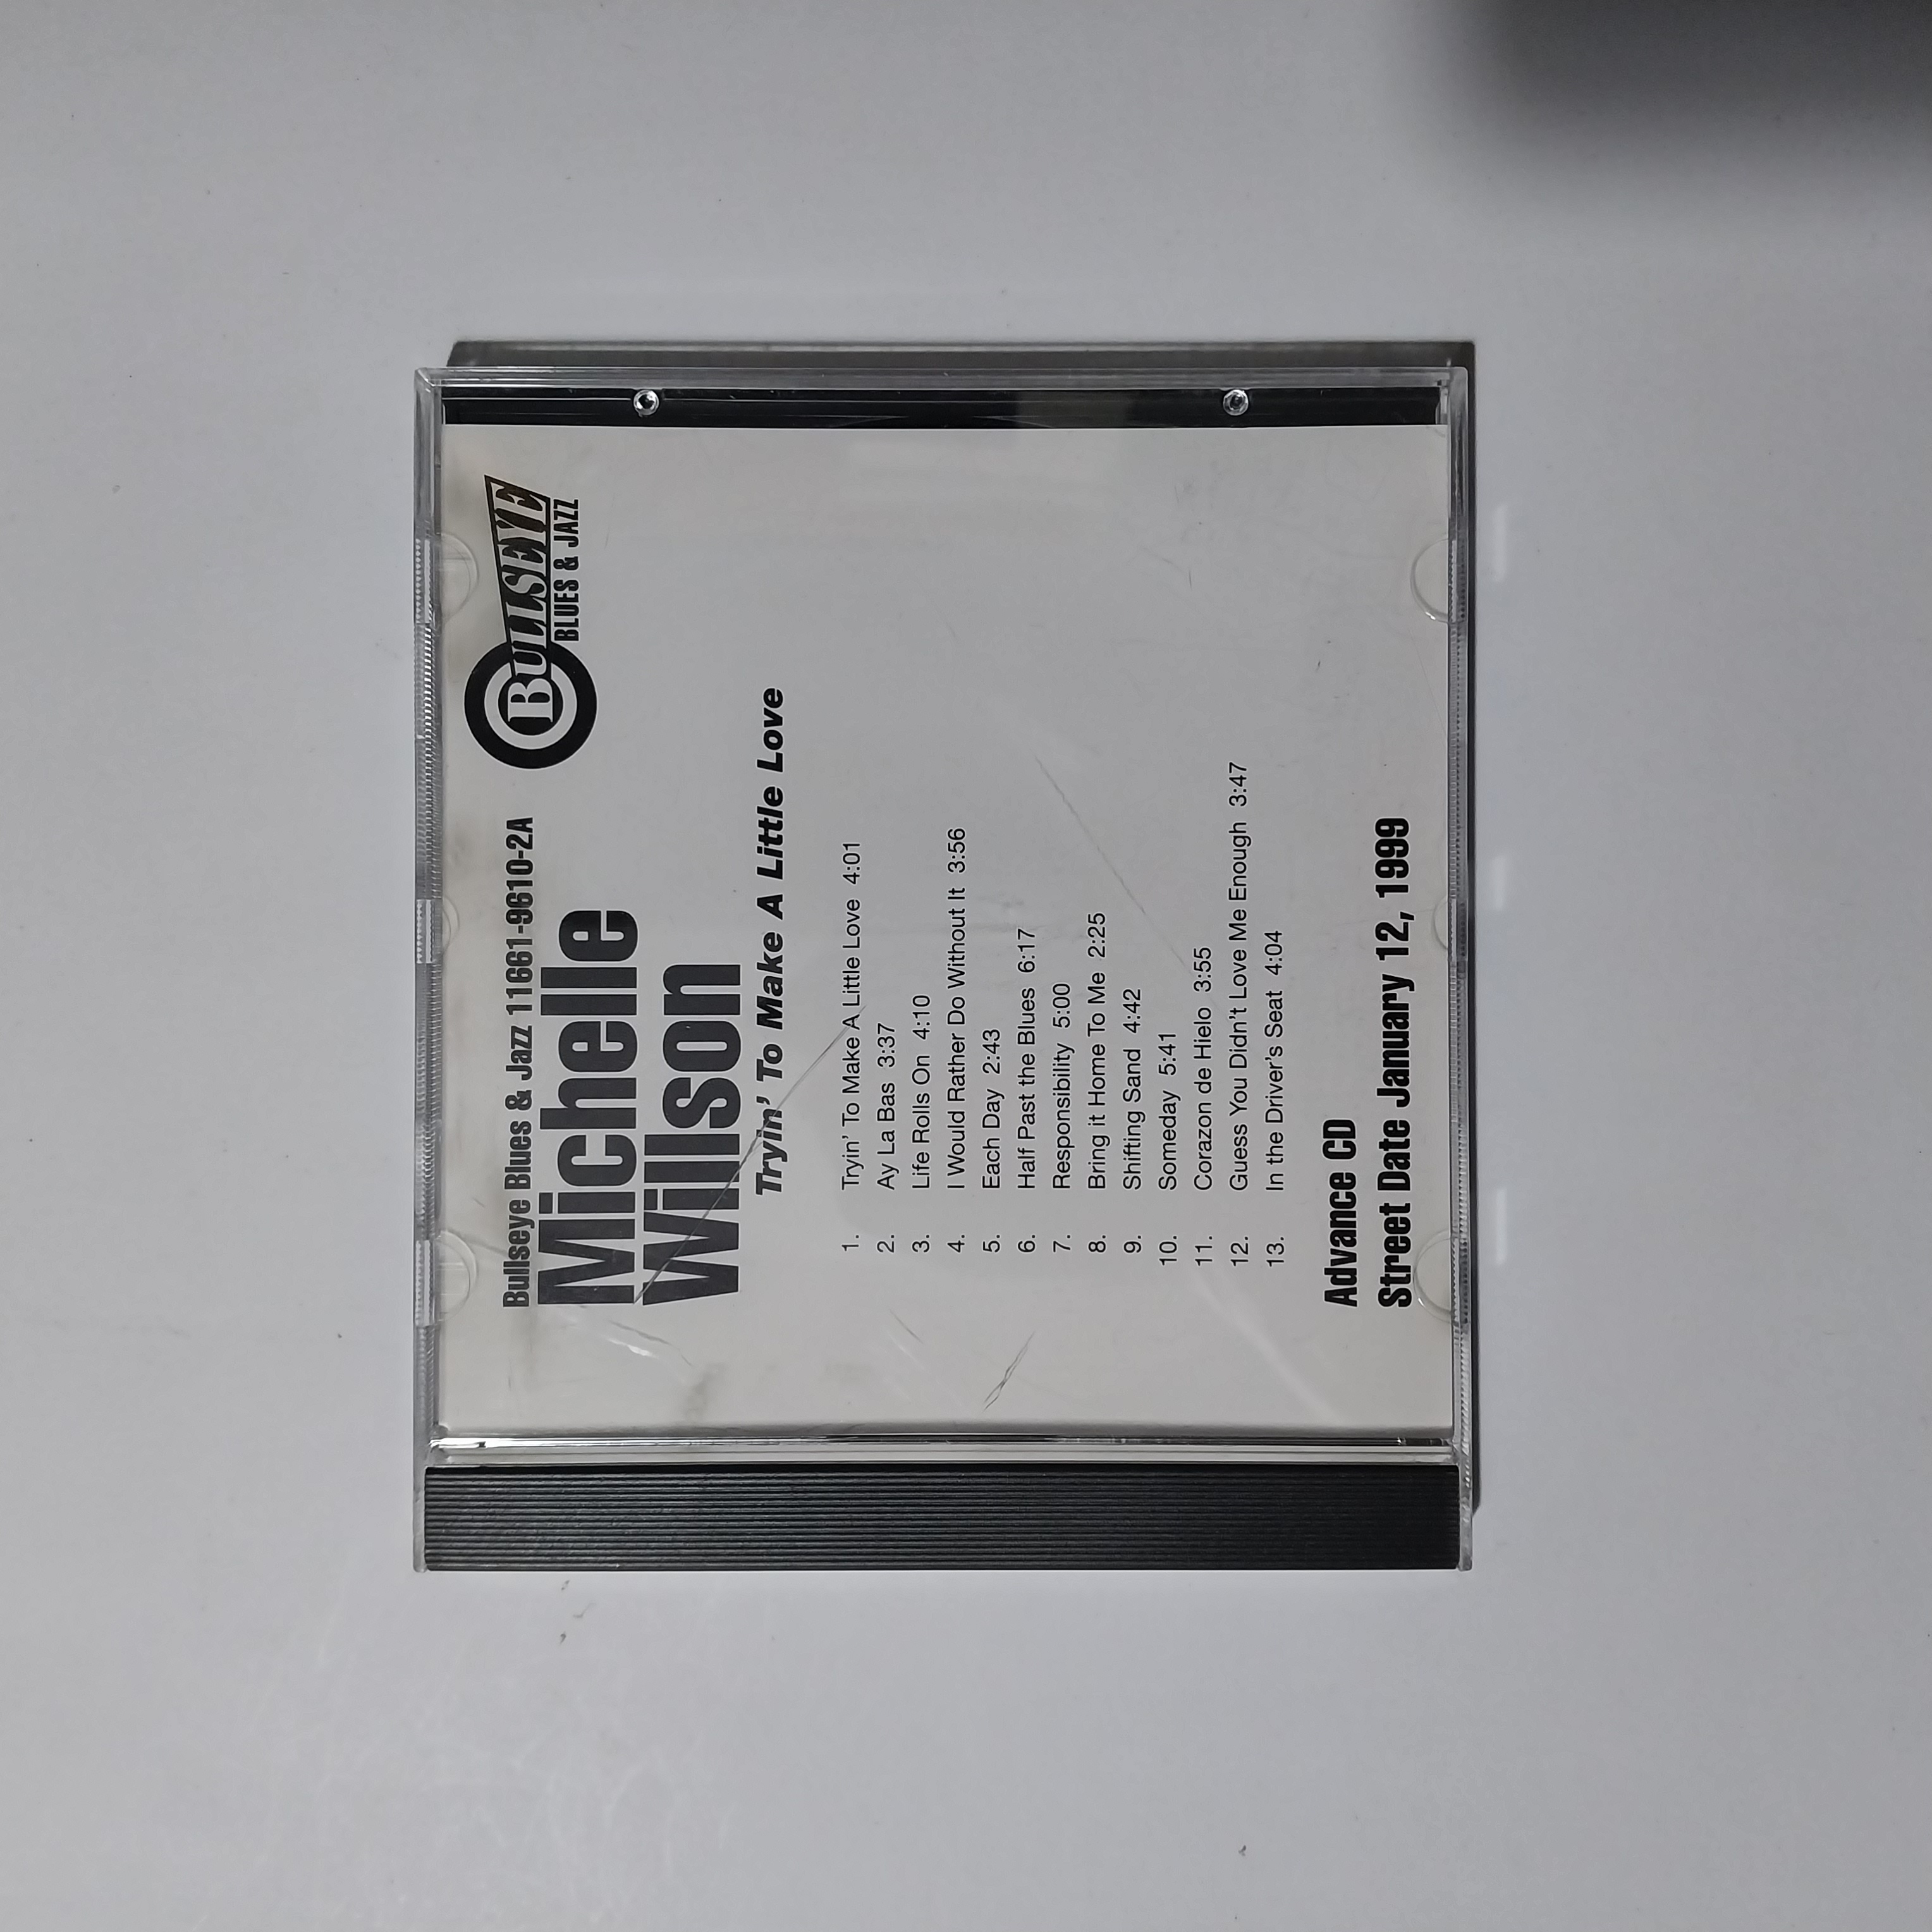 Bullseye Blues & Jazz 11661-9610-2A
BULLSEYE
BLUES & JAZZ
Michelle
Willson
Tryin' To Make A Little Love
1. Tryin' To Make A Little Love 4:01
2. Ay La Bas 3:37
3. Life Rolls On 4:10
4. I Would Rather Do Without It 3:56
5. Each Day 2:43
6. Half Past the Blues 6:17
7. Responsibility 5:00
8. Bring it Home To Me 2:25
9. Shifting Sand 4:42
10. Someday 5:41
11. Corazon de Hielo 3:55
12. Guess You Didn't Love Me Enough 3:47
13. In the Driver's Seat 4:04
Advance CD
Street Date January 12, 1999